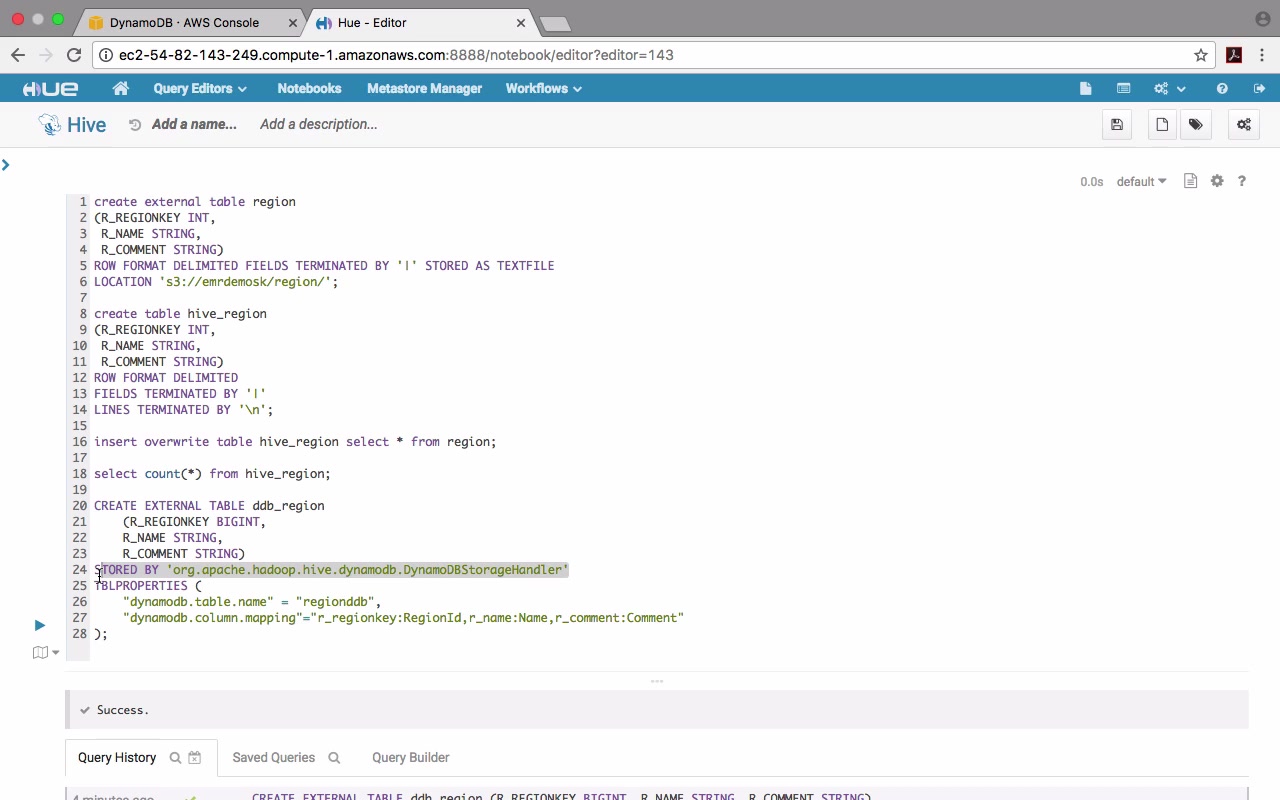 DynamoDB · AWS Console
Hue - Editor
ec2-54-82-143-249.compute-1.amazonaws.com:8888/notebook/editor?editor=143
HUE Query Editors Notebooks Metastore Manager Workflows ?
Hive Add a name... Add a description...
0.0s default ?
1 create external table region
2 (R_REGIONKEY INT,
3 R_NAME STRING,
4 R_COMMENT STRING)
5 ROW FORMAT DELIMITED FIELDS TERMINATED BY '|' STORED AS TEXTFILE
6 LOCATION 's3://emrdemosk/region/';
7
8 create table hive_region
9 (R_REGIONKEY INT,
10 R_NAME STRING,
11 R_COMMENT STRING)
12 ROW FORMAT DELIMITED
13 FIELDS TERMINATED BY '|'
14 LINES TERMINATED BY '\n';
15
16 insert overwrite table hive_region select * from region;
17
18 select count(*) from hive_region;
19
20 CREATE EXTERNAL TABLE ddb_region
21 (R_REGIONKEY BIGINT,
22 R_NAME STRING,
23 R_COMMENT STRING)
24 STORED BY 'org.apache.hadoop.hive.dynamodb.DynamoDBStorageHandler'
25 TBLPROPERTIES (
26 "dynamodb.table.name" = "regionddb",
27 "dynamodb.column.mapping"="r_regionkey:RegionId,r_name:Name,r_comment:Comment"
28 );
Success.
Query History Saved Queries Query Builder
4 minutes ago CREATE EXTERNAL TABLE ddb_region (R_REGIONKEY BIGINT, R_NAME STRING, R_COMMENT STRING)